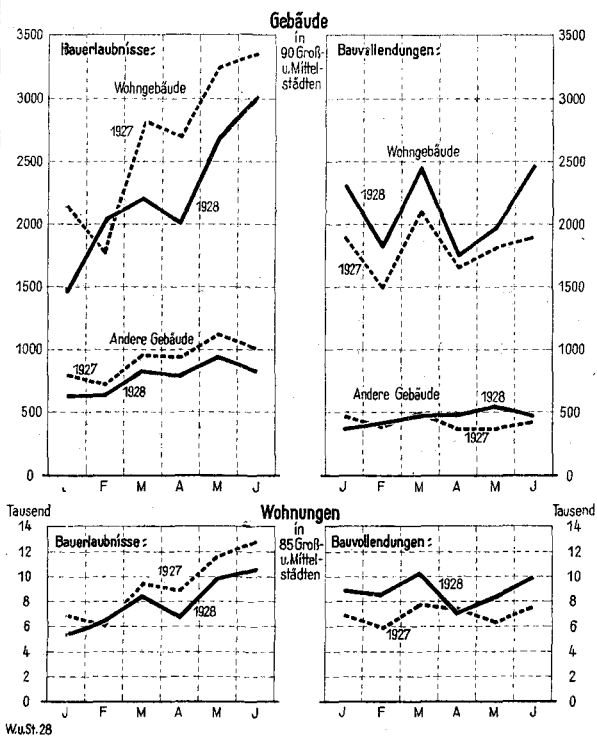 Gebäude
in
90 Groß-
u. Mittel-
städten
Bauerlaubnisse:
3500
3000
2500
2000
1500
1000
500
0
Wohngebäude
1927
1928
Andere Gebäude
1927
1928
J F M A M J
Bauvollendungen:
3500
3000
2500
2000
1500
1000
500
0
Wohngebäude
1928
1927
Andere Gebäude
1928
1927
J F M A M J
Wohnungen
in
85 Groß-
u. Mittel-
städten
Tausend
14
12
10
8
6
4
2
0
Bauerlaubnisse:
1927
1928
J F M A M J
Bauvollendungen:
Tausend
14
12
10
8
6
4
2
0
1928
1927
J F M A M J
W.u.St. 28